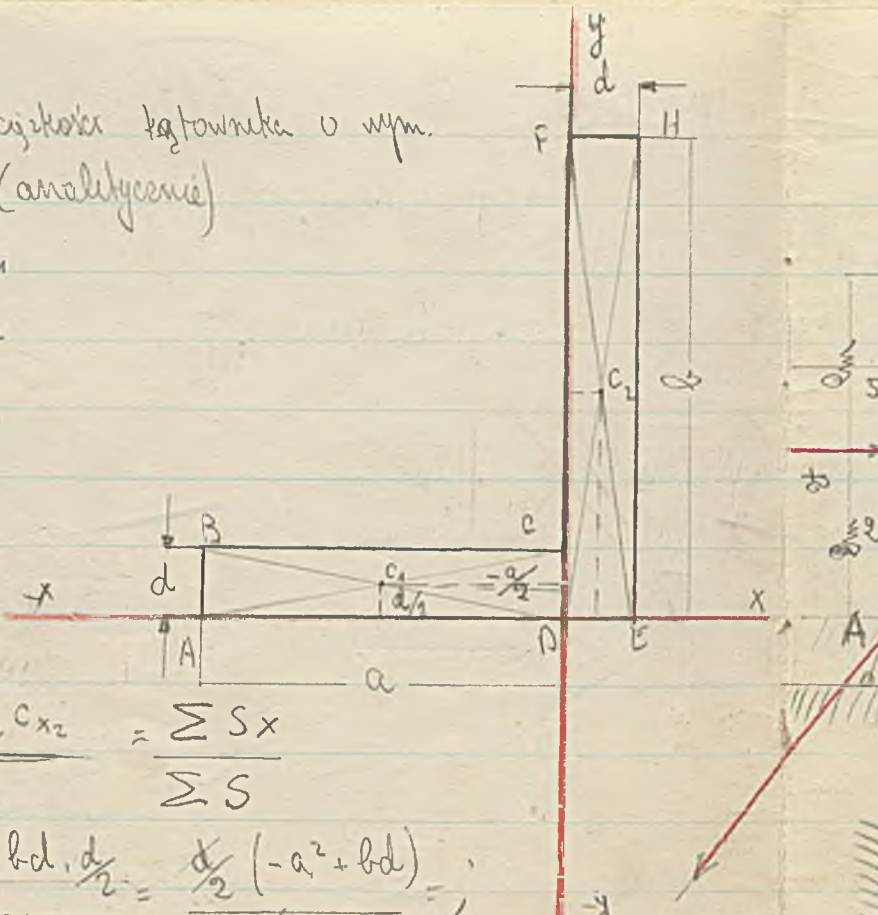 y
d
ciężkości kątownika o wym.
F H
(analitycznie)
C₂ b
B C
d C₁ -a/2
d/2
-x A D E x A
a
Cx₂ = ΣSx
ΣS
bd · d/2 = d/2 (-a² + bd) = ;
-y